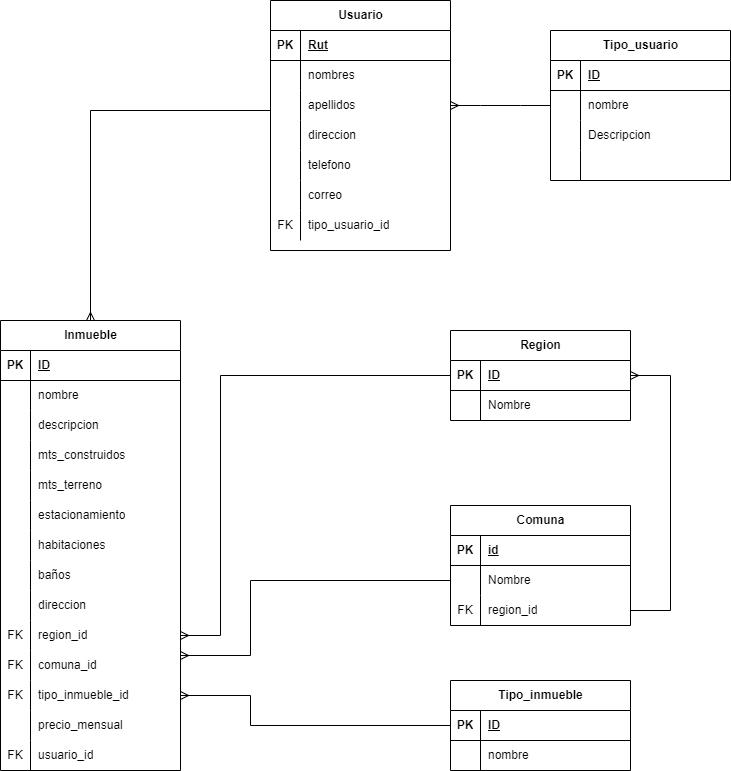 Usuario
PK Rut
nombres
apellidos
direccion
telefono
correo
FK tipo_usuario_id
Tipo_usuario
PK ID
nombre
Descripcion
Inmueble
PK ID
nombre
descripcion
mts_construidos
mts_terreno
estacionamiento
habitaciones
baños
direccion
FK region_id
FK comuna_id
FK tipo_inmueble_id
precio_mensual
FK usuario_id
Region
PK ID
Nombre
Comuna
PK id
Nombre
FK region_id
Tipo_inmueble
PK ID
nombre